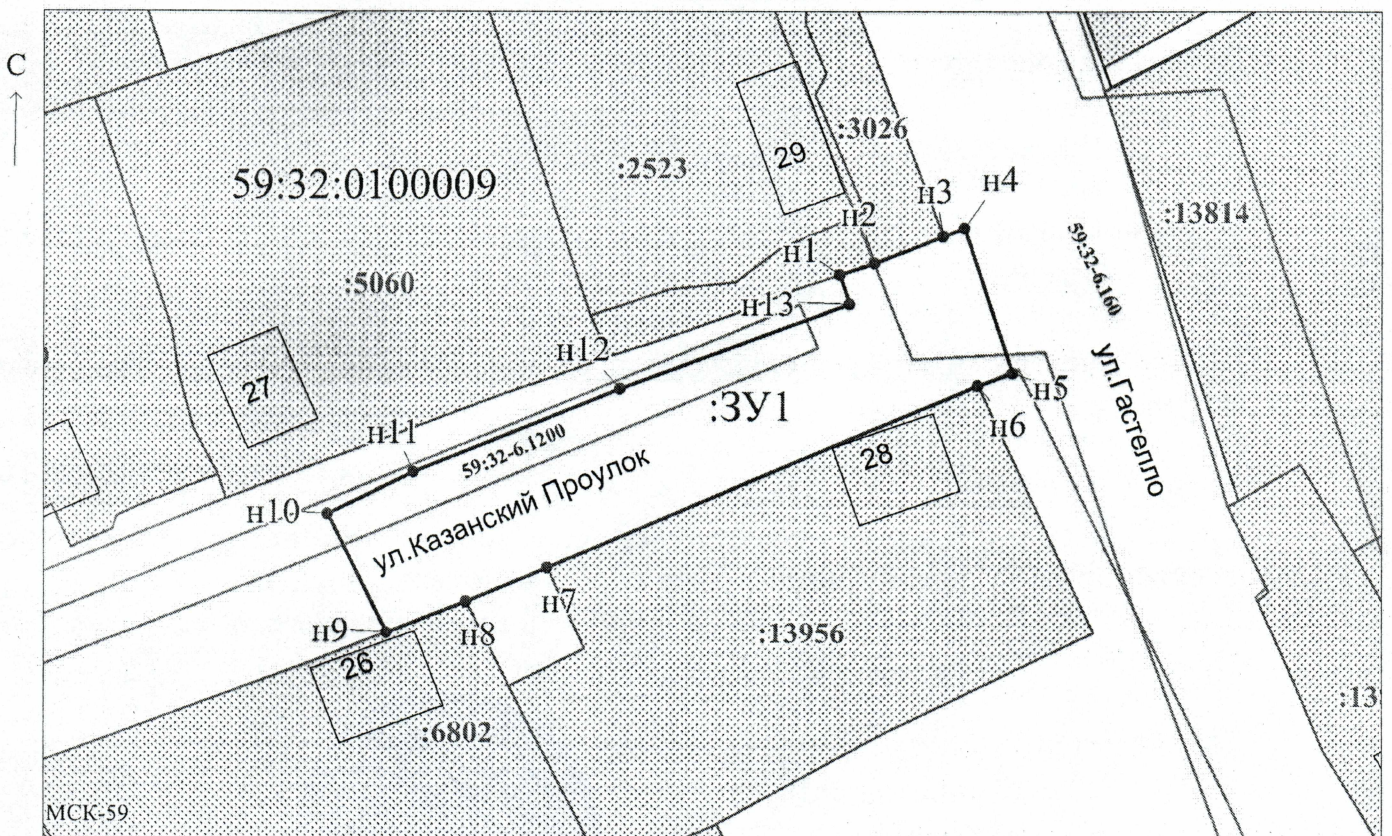 С
59:32:0100009
:5060
:2523
29
:3026
н2
н3
н4
:13814
59:32-6.160
н1
н13
н12
27
н11
59:32-6.1200
:ЗУ1
ул.Гастелло
н5
н6
28
н10
ул.Казанский Проулок
н7
н8
н9
26
:13956
:6802
:13
МСК-59